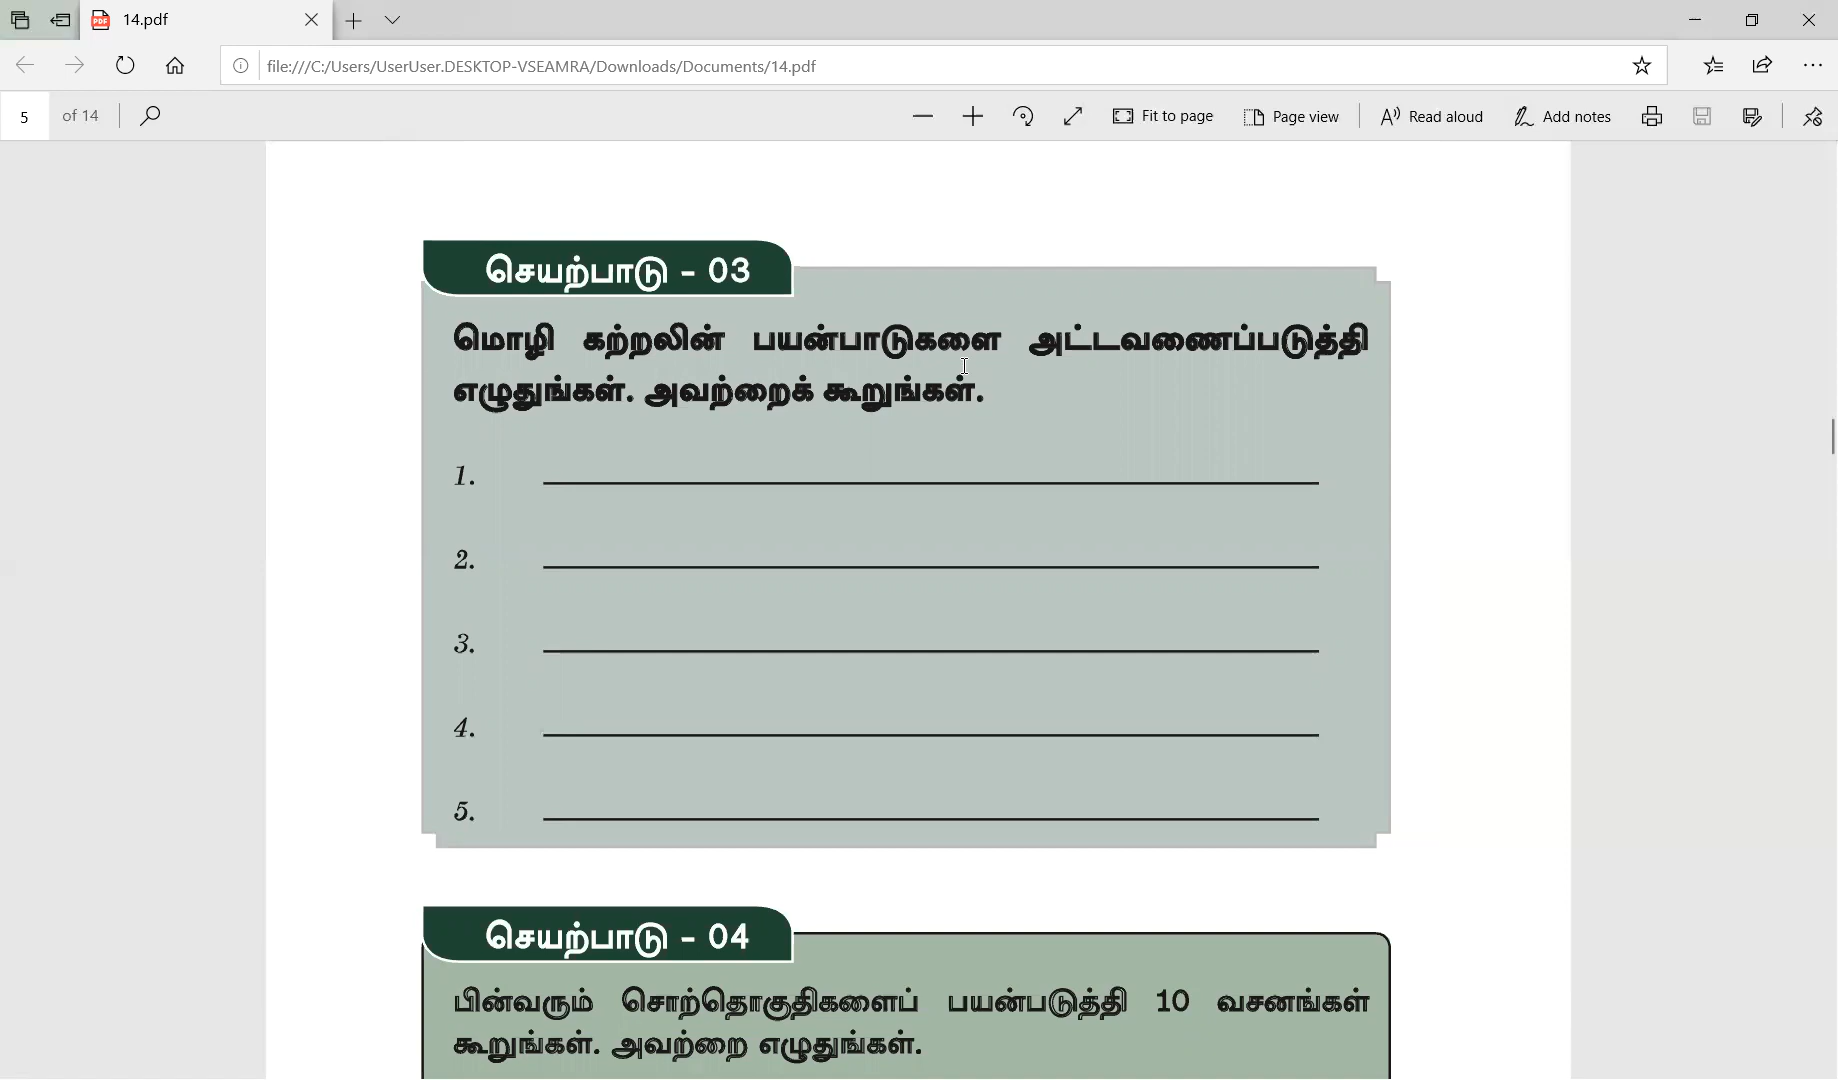 14.pdf
file:///C:/Users/UserUser.DESKTOP-VSEAMRA/Downloads/Documents/14.pdf
5 of 14 Fit to page Page view Read aloud Add notes
செயற்பாடு - 03
மொழி கற்றலின் பயன்பாடுகளை அட்டவணைப்படுத்தி
எழுதுங்கள். அவற்றைக் கூறுங்கள்.
1.
2.
3.
4.
5.
செயற்பாடு - 04
பின்வரும் சொற்தொகுதிகளைப் பயன்படுத்தி 10 வசனங்கள்
கூறுங்கள். அவற்றை எழுதுங்கள்.